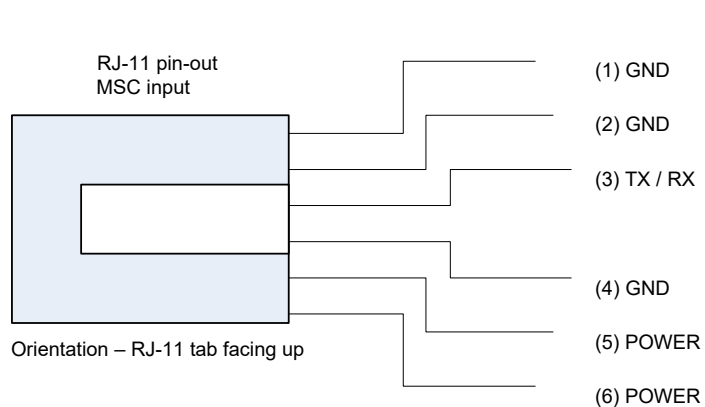 RJ-11 pin-out
MSC input
(1) GND
(2) GND
(3) TX / RX
(4) GND
Orientation – RJ-11 tab facing up
(5) POWER
(6) POWER